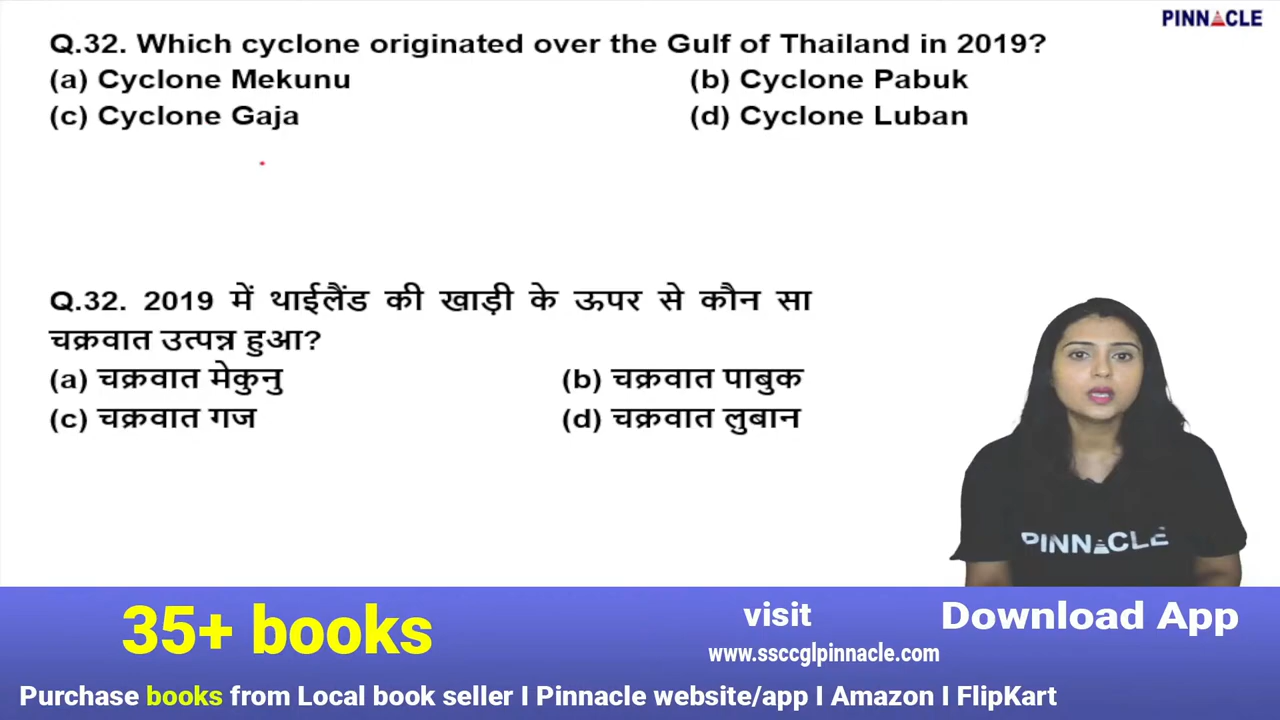 PINNACLE
Q.32. Which cyclone originated over the Gulf of Thailand in 2019?
(a) Cyclone Mekunu (b) Cyclone Pabuk
(c) Cyclone Gaja (d) Cyclone Luban
Q.32. 2019 में थाईलैंड की खाड़ी के ऊपर से कौन सा
चक्रवात उत्पन्न हुआ?
(a) चक्रवात मेकुनु (b) चक्रवात पाबुक
(c) चक्रवात गज (d) चक्रवात लुबान
PINNACLE
35+ books visit Download App
www.ssccglpinnacle.com
Purchase books from Local book seller I Pinnacle website/app I Amazon I FlipKart